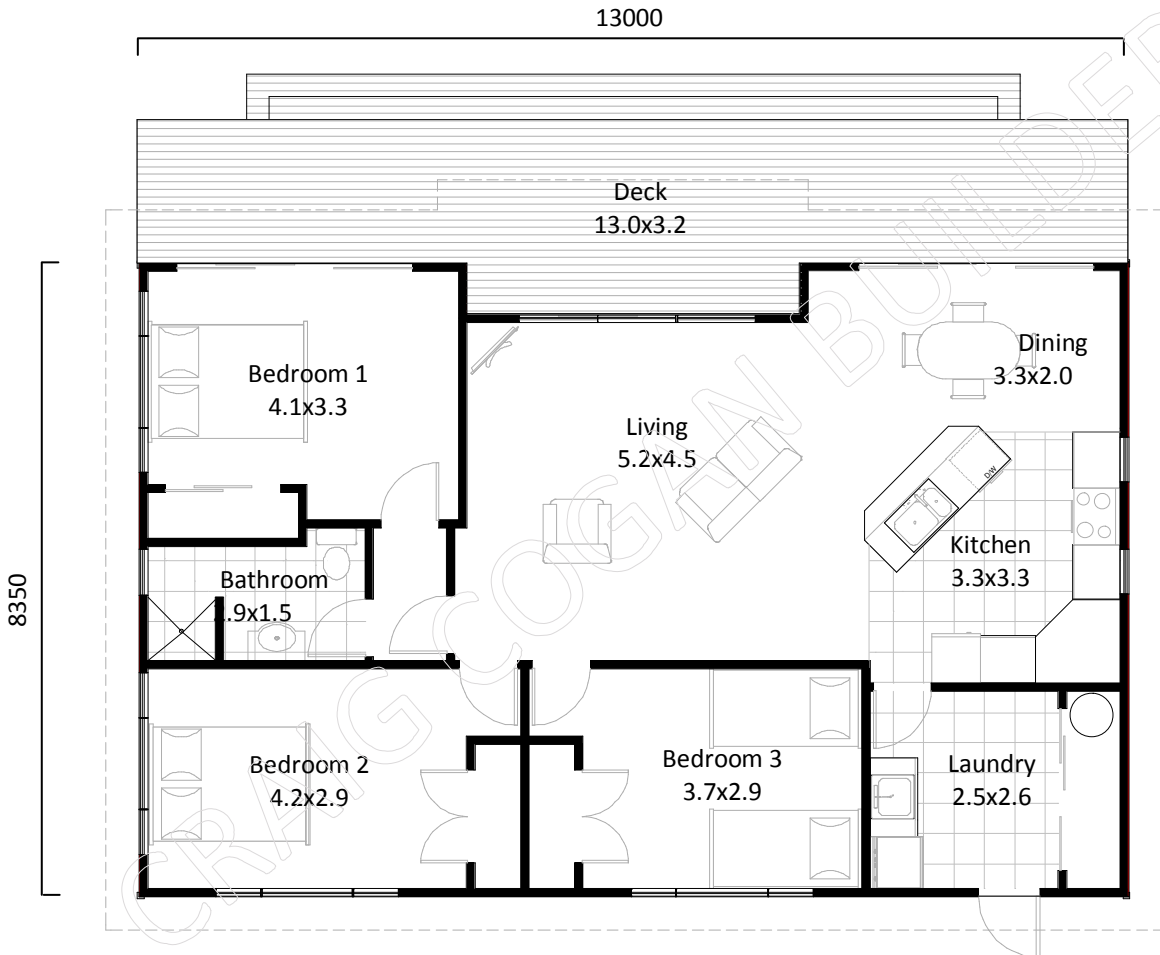 13000
Deck
13.0x3.2
Bedroom 1
4.1x3.3
Living
5.2x4.5
Dining
3.3x2.0
D/W
Kitchen
3.3x3.3
Bathroom
.9x1.5
8350
Bedroom 2
4.2x2.9
Bedroom 3
3.7x2.9
Laundry
2.5x2.6
CRAIG COGAN BUILDER